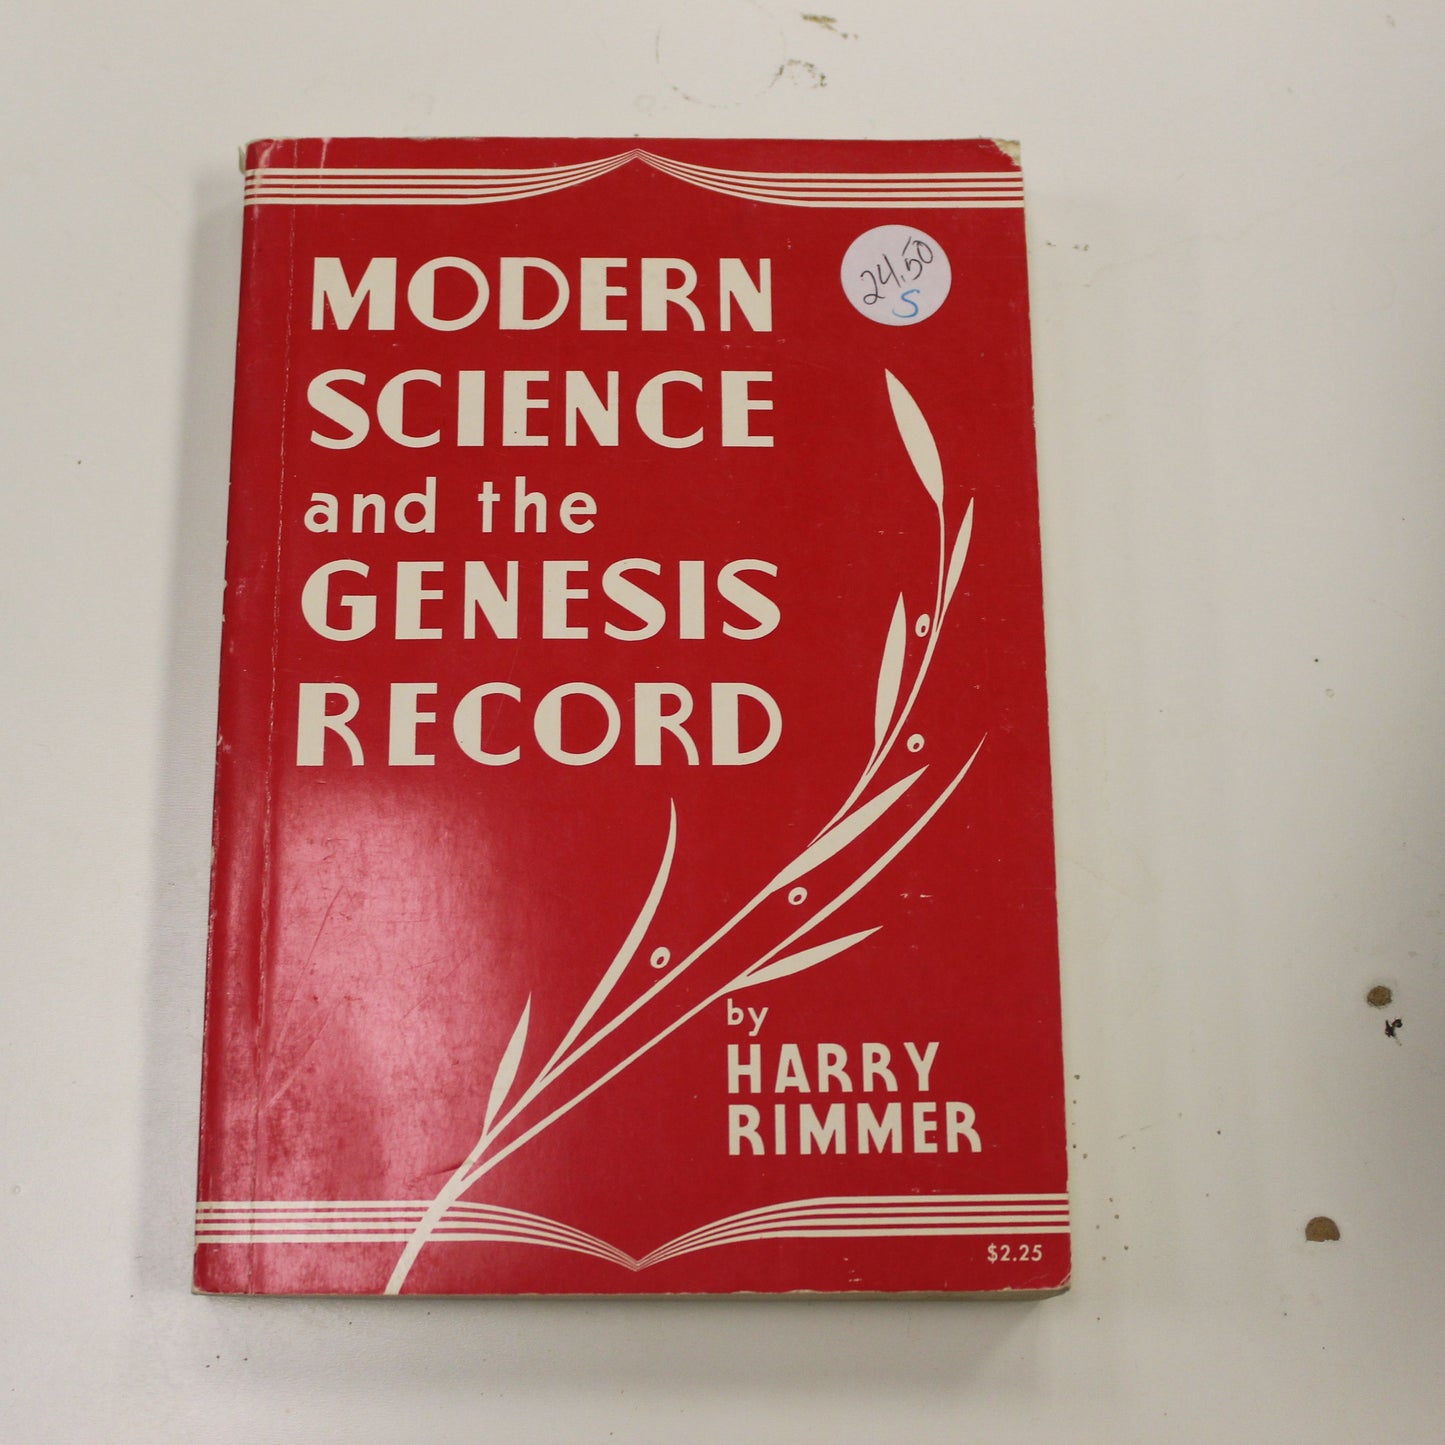 MODERN
24.50
S
SCIENCE
and the
GENESIS
RECORD
by
HARRY
RIMMER
$2.25